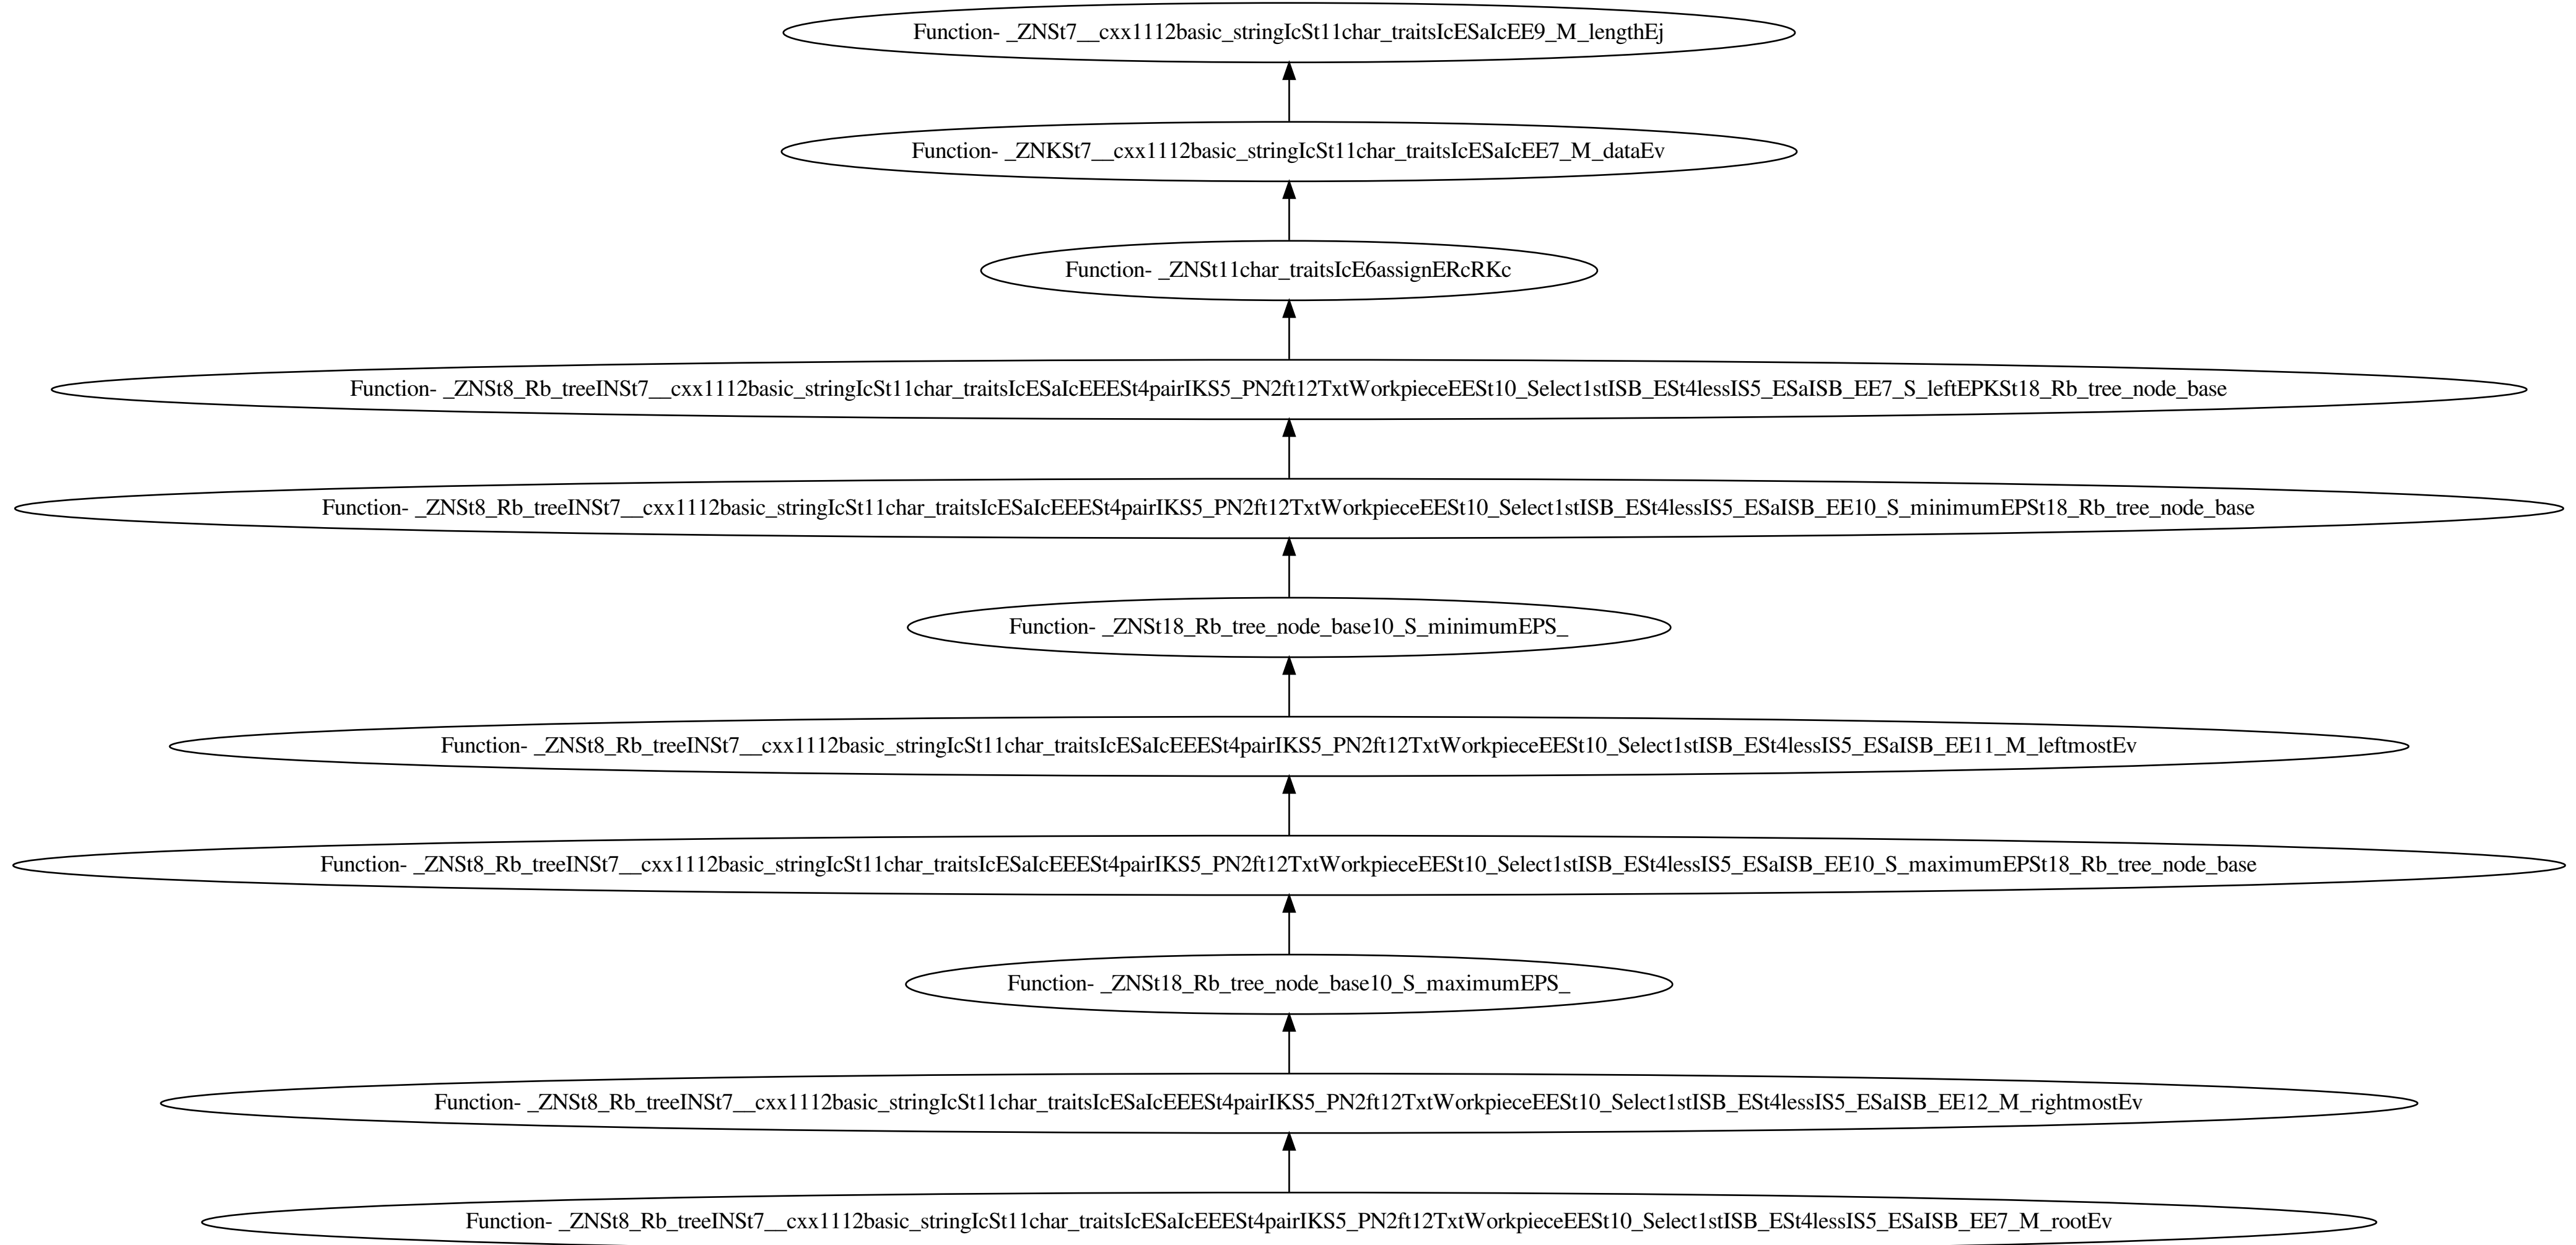 Function- _ZNSt7__cxx1112basic_stringIcSt11char_traitsIcESaIcEE9_M_lengthEj
Function- _ZNKSt7__cxx1112basic_stringIcSt11char_traitsIcESaIcEE7_M_dataEv
Function- _ZNSt11char_traitsIcE6assignERcRKc
Function- _ZNSt8_Rb_treeINSt7__cxx1112basic_stringIcSt11char_traitsIcESaIcEEESt4pairIKS5_PN2ft12TxtWorkpieceEESt10_Select1stISB_ESt4lessIS5_ESaISB_EE7_S_leftEPKSt18_Rb_tree_node_base
Function- _ZNSt8_Rb_treeINSt7__cxx1112basic_stringIcSt11char_traitsIcESaIcEEESt4pairIKS5_PN2ft12TxtWorkpieceEESt10_Select1stISB_ESt4lessIS5_ESaISB_EE10_S_minimumEPSt18_Rb_tree_node_base
Function- _ZNSt18_Rb_tree_node_base10_S_minimumEPS_
Function- _ZNSt8_Rb_treeINSt7__cxx1112basic_stringIcSt11char_traitsIcESaIcEEESt4pairIKS5_PN2ft12TxtWorkpieceEESt10_Select1stISB_ESt4lessIS5_ESaISB_EE11_M_leftmostEv
Function- _ZNSt8_Rb_treeINSt7__cxx1112basic_stringIcSt11char_traitsIcESaIcEEESt4pairIKS5_PN2ft12TxtWorkpieceEESt10_Select1stISB_ESt4lessIS5_ESaISB_EE10_S_maximumEPSt18_Rb_tree_node_base
Function- _ZNSt18_Rb_tree_node_base10_S_maximumEPS_
Function- _ZNSt8_Rb_treeINSt7__cxx1112basic_stringIcSt11char_traitsIcESaIcEEESt4pairIKS5_PN2ft12TxtWorkpieceEESt10_Select1stISB_ESt4lessIS5_ESaISB_EE12_M_rightmostEv
Function- _ZNSt8_Rb_treeINSt7__cxx1112basic_stringIcSt11char_traitsIcESaIcEEESt4pairIKS5_PN2ft12TxtWorkpieceEESt10_Select1stISB_ESt4lessIS5_ESaISB_EE7_M_rootEv